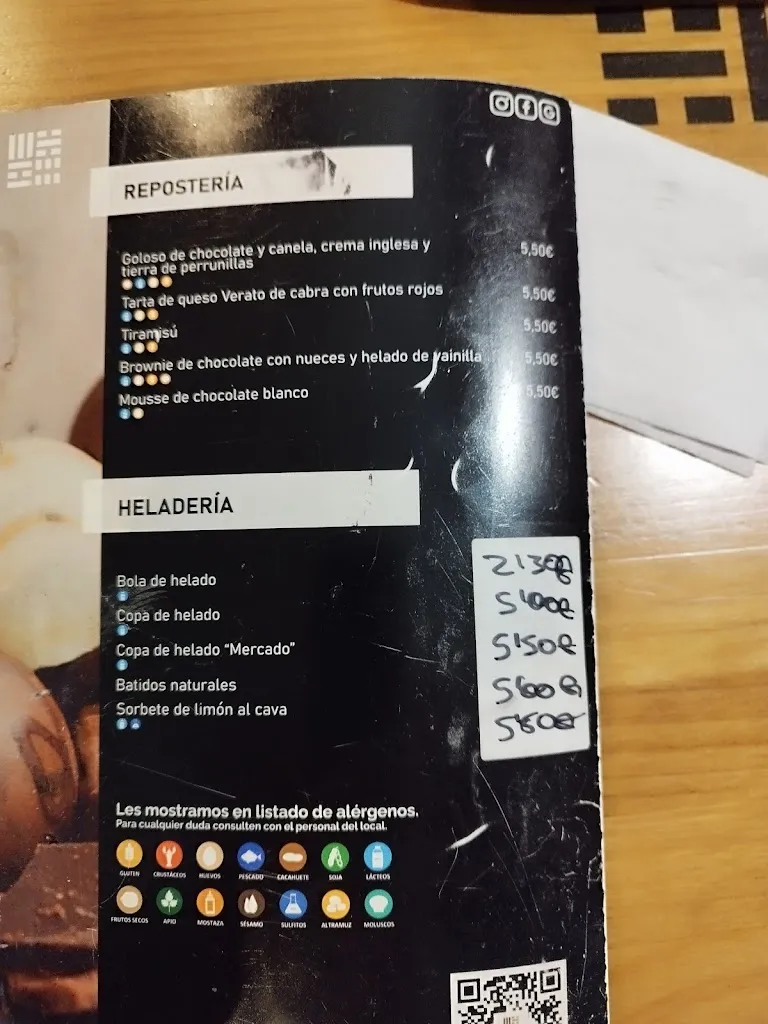 REPOSTERÍA
Goloso de chocolate y canela, crema inglesa y 5,50€
tierra de perrunillas
Tarta de queso Verato de cabra con frutos rojos 5,50€
Tiramisú 5,50€
Brownie de chocolate con nueces y helado de vainilla 5,50€
Mousse de chocolate blanco 5,50€
HELADERÍA
Bola de helado
Copa de helado
Copa de helado “Mercado” 5'50€
Batidos naturales
Sorbete de limón al cava
Les mostramos en listado de alérgenos.
Para cualquier duda consulten con el personal del local.
GLUTEN CRUSTÁCEOS HUEVOS PESCADO CACAHUETE SOJA LÁCTEOS
FRUTOS SECOS APIO MOSTAZA SÉSAMO SULFITOS ALTRAMUZ MOLUSCOS